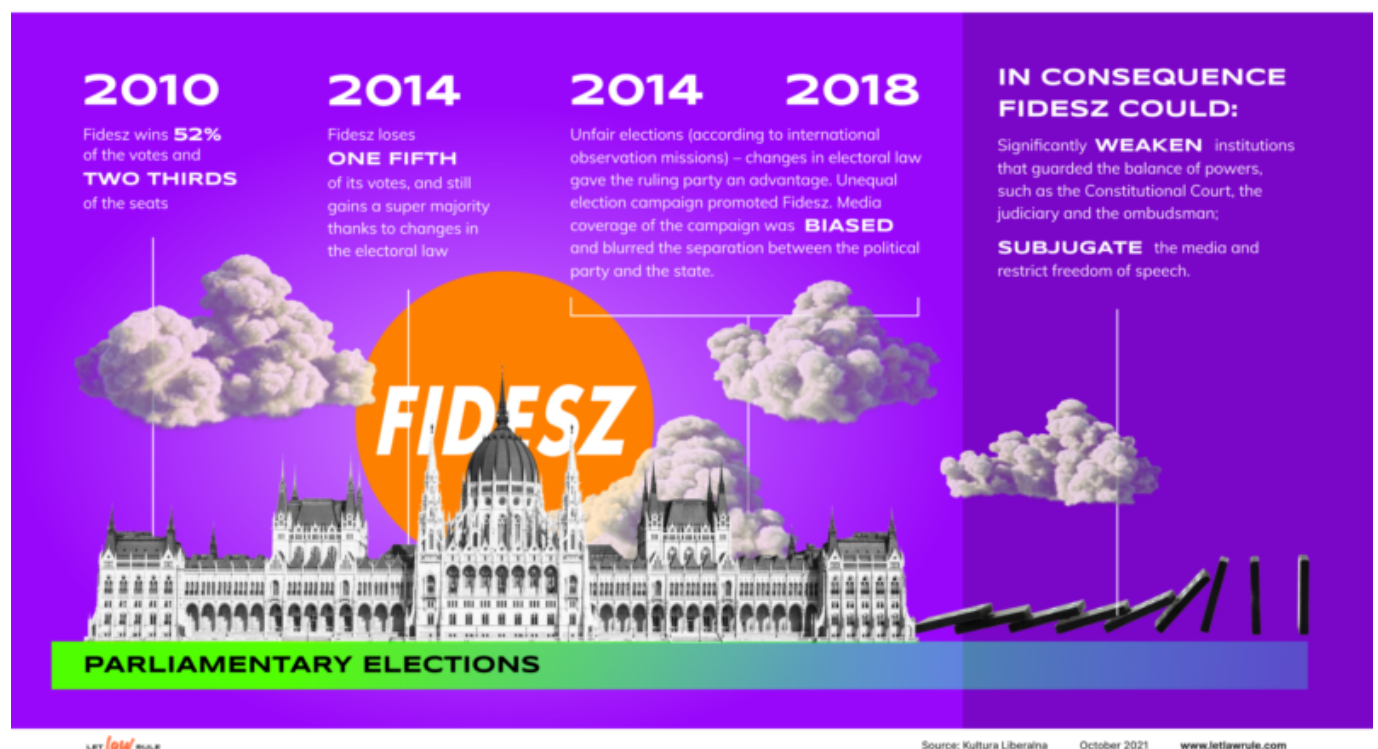 2010
Fidesz wins 52%
of the votes and
TWO THIRDS
of the seats
2014
Fidesz loses
ONE FIFTH
of its votes, and still
gains a super majority
thanks to changes in
the electoral law
2014 2018
Unfair elections (according to international
observation missions) – changes in electoral law
gave the ruling party an advantage. Unequal
election campaign promoted Fidesz. Media
coverage of the campaign was BIASED
and blurred the separation between the political
party and the state.
IN CONSEQUENCE
FIDESZ COULD:
Significantly WEAKEN institutions
that guarded the balance of powers,
such as the Constitutional Court, the
judiciary and the ombudsman;
SUBJUGATE the media and
restrict freedom of speech.
FIDESZ
PARLIAMENTARY ELECTIONS
LET law RULE
Source: Kultura Liberalna October 2021 www.letlawrule.com